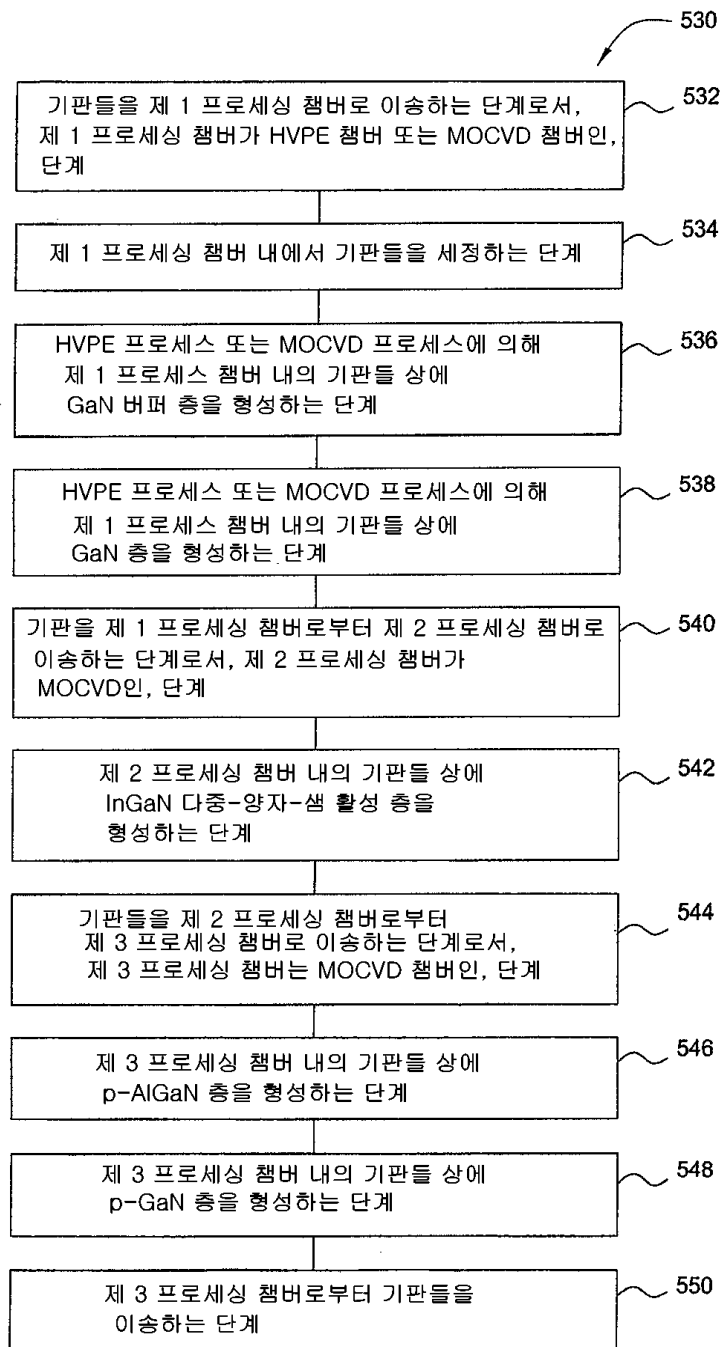 530
기판들을 제 1 프로세싱 챔버로 이송하는 단계로서,
제 1 프로세싱 챔버가 HVPE 챔버 또는 MOCVD 챔버인,
단계
532
제 1 프로세싱 챔버 내에서 기판들을 세정하는 단계
534
HVPE 프로세스 또는 MOCVD 프로세스에 의해
제 1 프로세스 챔버 내의 기판들 상에
GaN 버퍼 층을 형성하는 단계
536
HVPE 프로세스 또는 MOCVD 프로세스에 의해
제 1 프로세스 챔버 내의 기판들 상에
GaN 층을 형성하는 단계
538
기판을 제 1 프로세싱 챔버로부터 제 2 프로세싱 챔버로
이송하는 단계로서, 제 2 프로세싱 챔버가
MOCVD인, 단계
540
제 2 프로세싱 챔버 내의 기판들 상에
InGaN 다중-양자-샘 활성 층을
형성하는 단계
542
기판들을 제 2 프로세싱 챔버로부터
제 3 프로세싱 챔버로 이송하는 단계로서,
제 3 프로세싱 챔버는 MOCVD 챔버인, 단계
544
제 3 프로세싱 챔버 내의 기판들 상에
p-AlGaN 층을 형성하는 단계
546
제 3 프로세싱 챔버 내의 기판들 상에
p-GaN 층을 형성하는 단계
548
제 3 프로세싱 챔버로부터 기판들을
이송하는 단계
550